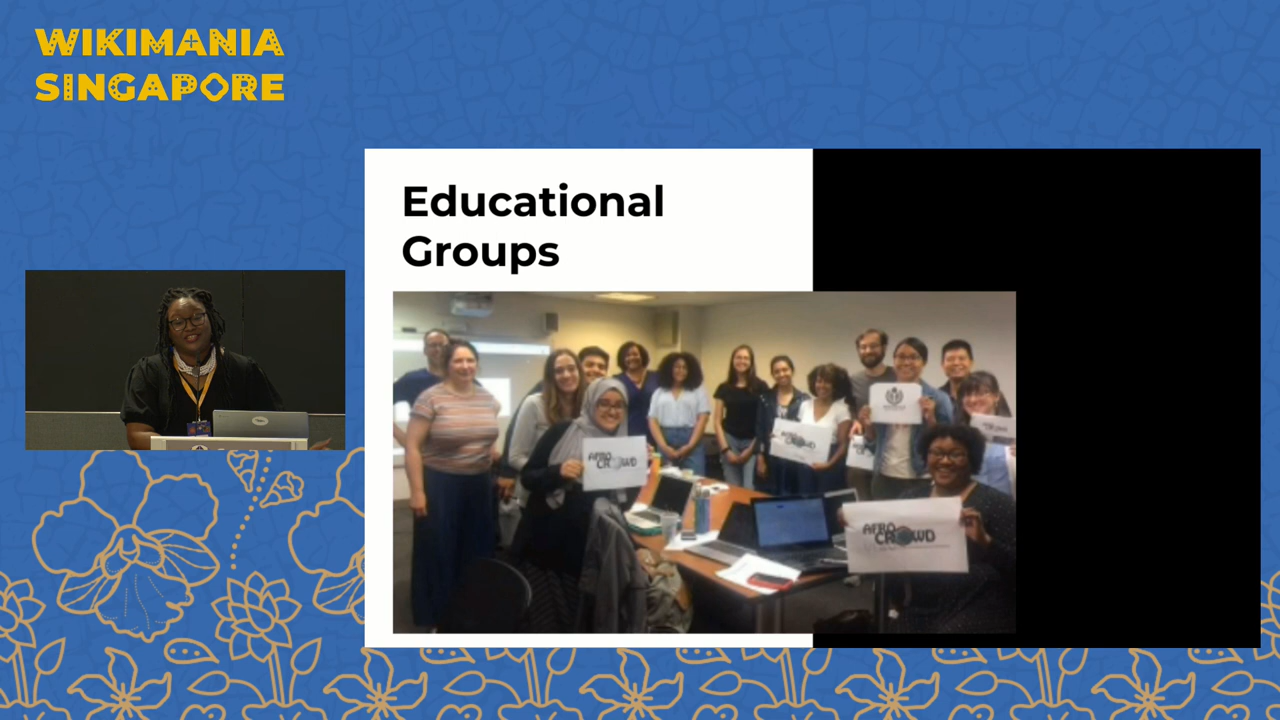 WIKIMANIA
SINGAPORE
Educational
Groups
AFRO
CROWD
AFRO
CROWD
AFRO
CROWD